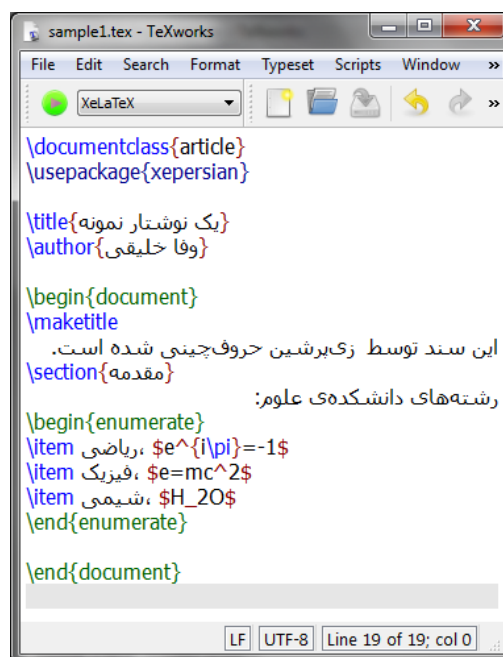 sample1.tex - TeXworks
File Edit Search Format Typeset Scripts Window »
XeLaTeX »
\documentclass{article}
\usepackage{xepersian}
\title{یک نوشتار نمونه}
\author{وفا خلیقی}
\begin{document}
\maketitle
این سند توسط زی‌پرشین حروف‌چینی شده است.
\section{مقدمه}
رشته‌های دانشکده‌ی علوم:
\begin{enumerate}
\item ریاضی، $e^{i\pi}=-1$
\item فیزیک، $e=mc^2$
\item شیمی، $H_2O$
\end{enumerate}
\end{document}
LF UTF-8 Line 19 of 19; col 0